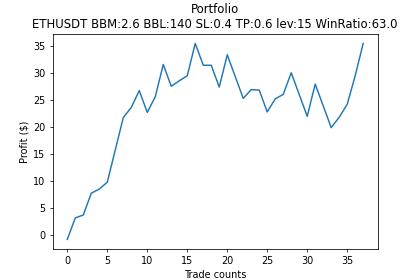 Portfolio
ETHUSDT BBM:2.6 BBL:140 SL:0.4 TP:0.6 lev:15 WinRatio:63.0
35
30
25
20
15
10
5
0
Profit ($)
0 5 10 15 20 25 30 35
Trade counts